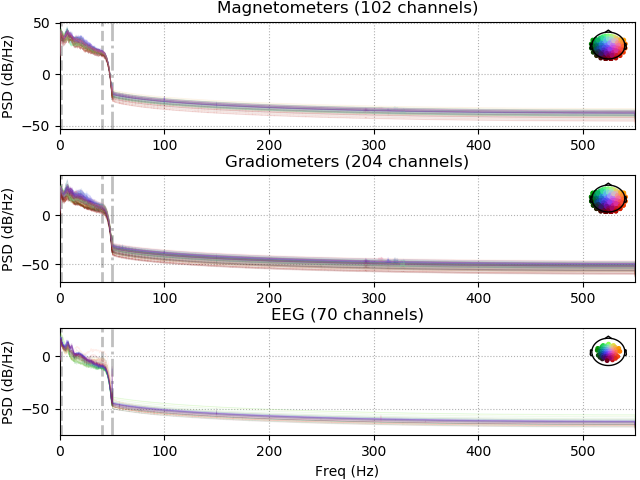 Magnetometers (102 channels)
PSD (dB/Hz)
50
0
−50
0 100 200 300 400 500
Gradiometers (204 channels)
PSD (dB/Hz)
0
−50
0 100 200 300 400 500
EEG (70 channels)
PSD (dB/Hz)
0
−50
0 100 200 300 400 500
Freq (Hz)